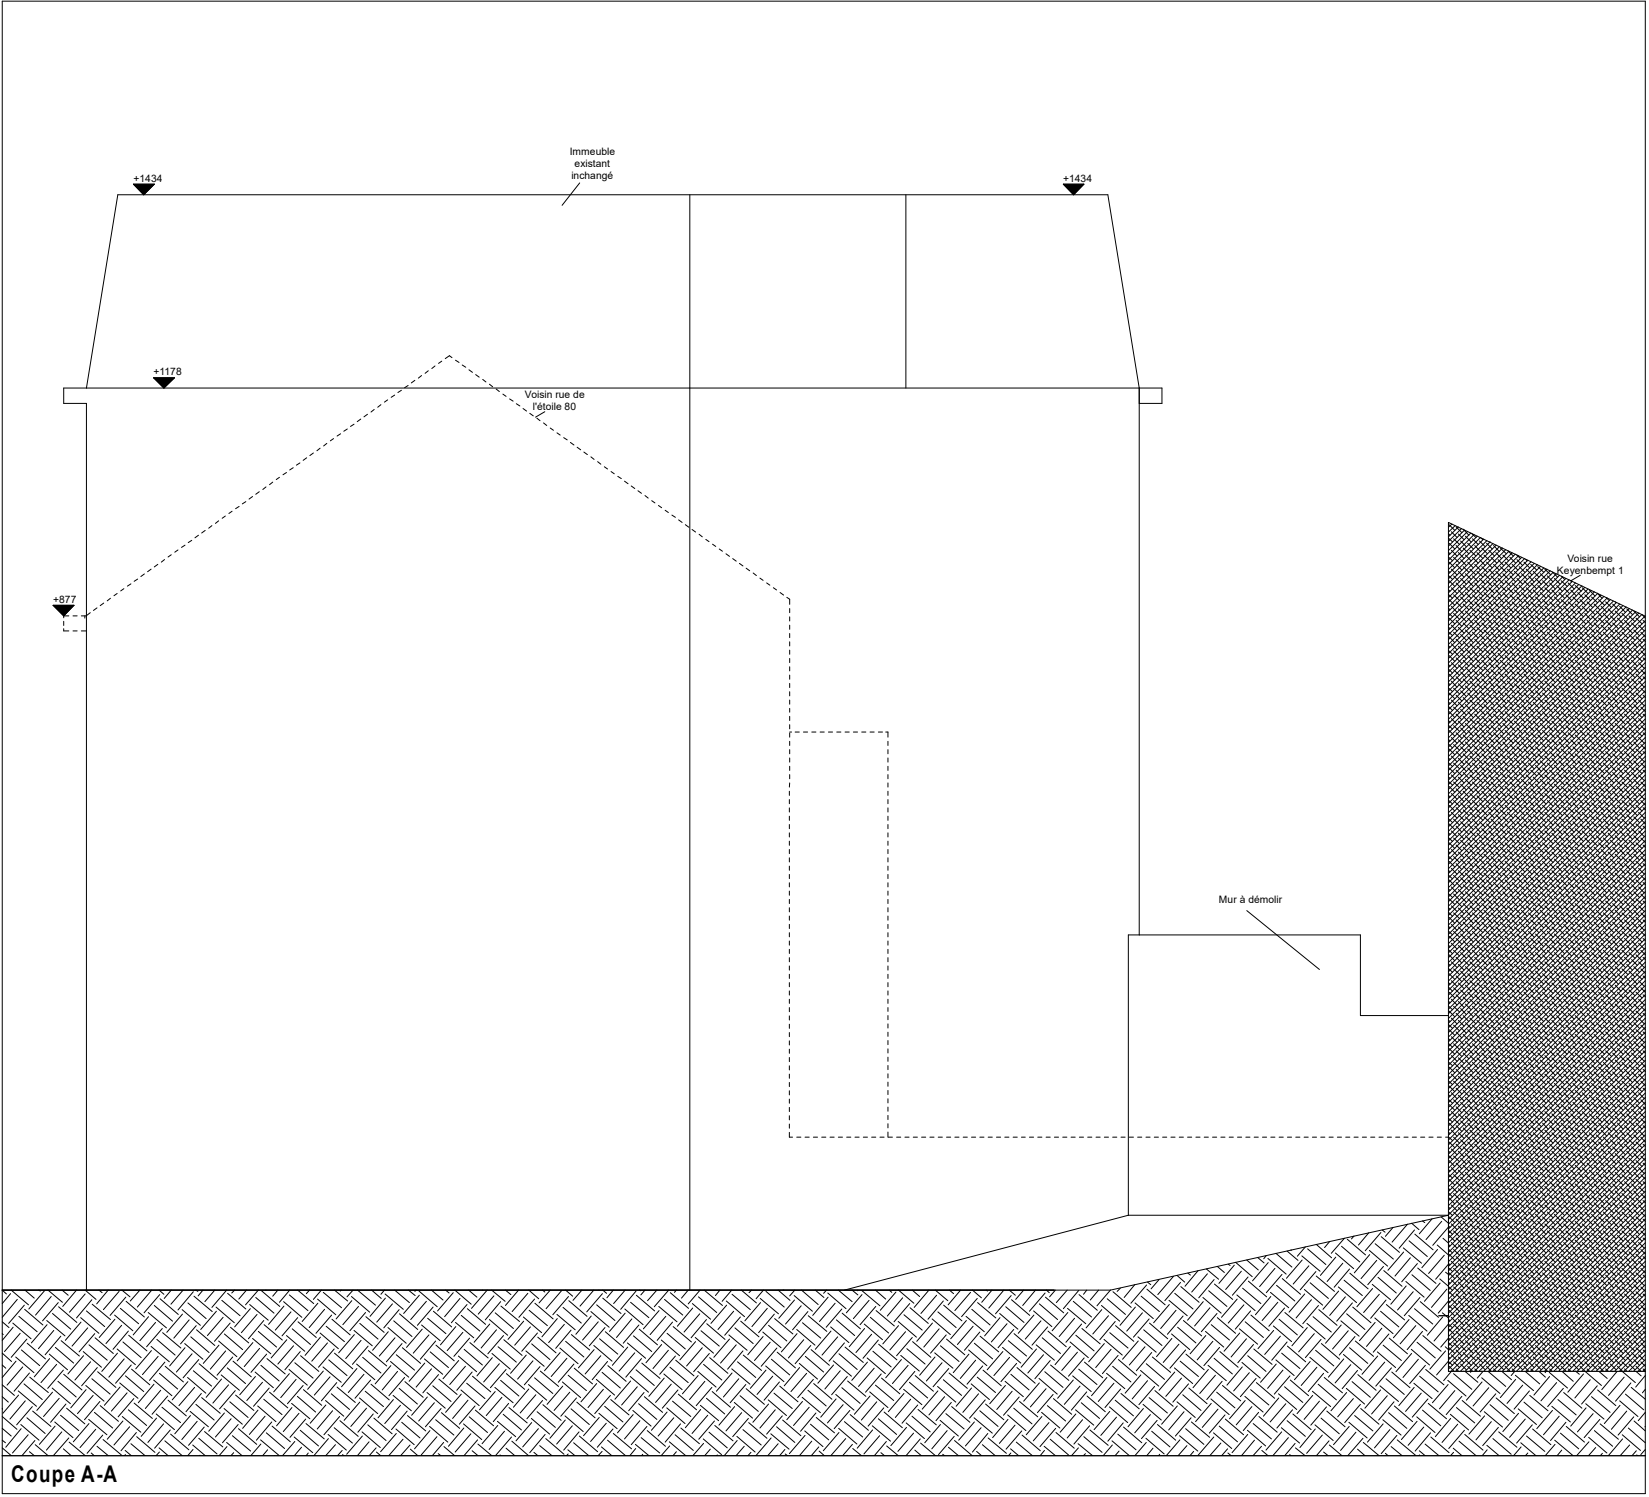 Immeuble
existant
inchangé
+1434
+1434
+1178
Voisin rue de
l'étoile 80
Voisin rue
Keyenbempt 1
+877
Mur à démolir
Coupe A-A